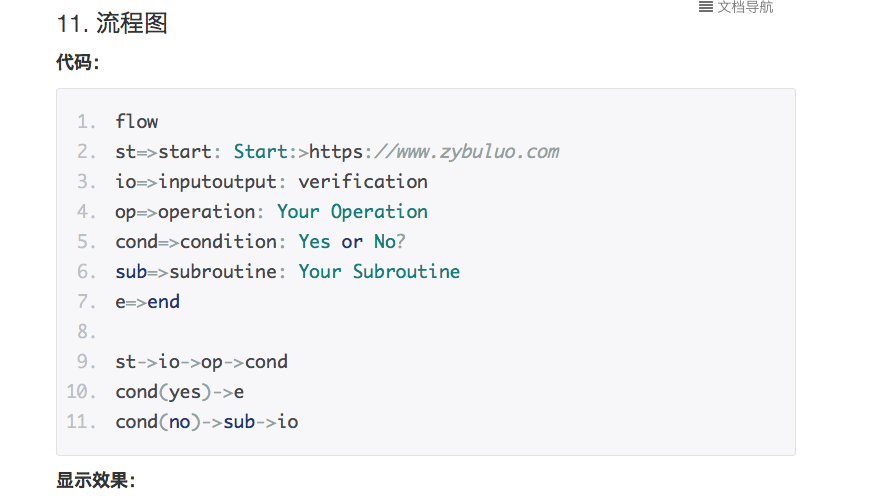 文档导航
11. 流程图
代码：
1. flow
2. st=>start: Start:>https://www.zybuluo.com
3. io=>inputoutput: verification
4. op=>operation: Your Operation
5. cond=>condition: Yes or No?
6. sub=>subroutine: Your Subroutine
7. e=>end
8.
9. st->io->op->cond
10. cond(yes)->e
11. cond(no)->sub->io
显示效果：